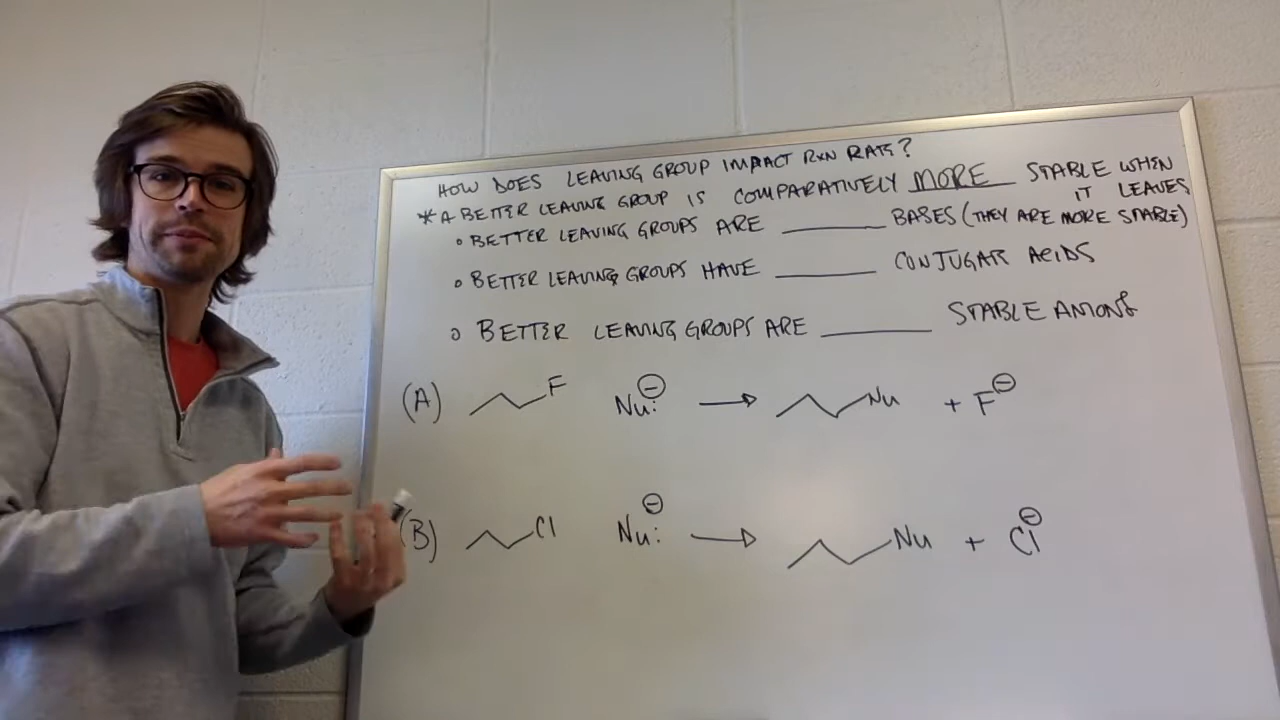 HOW DOES LEAVING GROUP IMPACT RXN RATE?
* A BETTER LEAVING GROUP IS COMPARATIVELY MORE STABLE WHEN
IT LEAVES
◦ BETTER LEAVING GROUPS ARE ______ BASES (THEY ARE MORE STABLE)
◦ BETTER LEAVING GROUPS HAVE ______ CONJUGATE ACIDS
◦ BETTER LEAVING GROUPS ARE ______ STABLE ANIONS
(A) F Nu:⊖ → Nu + F⊖
(B) Cl Nu:⊖ → Nu + Cl⊖